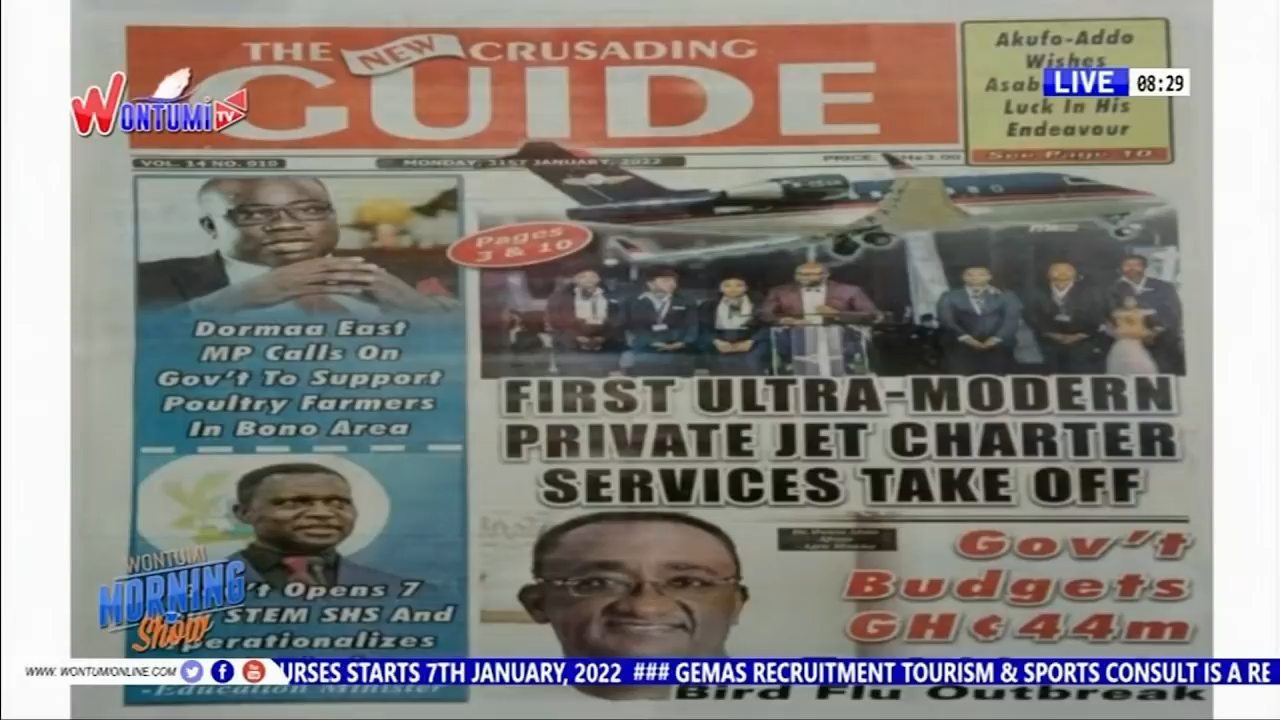 THE NEW CRUSADING
GUIDE
WONTUMI TV
Akufo-Addo
Wishes
Asab
Luck In His
Endeavour
See Page 10
LIVE 08:29
VOL. 14 NO. 010
MONDAY, 31ST JANUARY, 2022
PRICE:
Pages
3 & 10
Dormaa East
MP Calls On
Gov't To Support
Poultry Farmers
In Bono Area
FIRST ULTRA-MODERN
PRIVATE JET CHARTER
SERVICES TAKE OFF
't Opens 7
STEM SHS And
perationalizes
-Education Minister
Gov't
Budgets
GH¢44m
Bird Flu Outbreak
WONTUMI
MORNING
Show
WWW. WONTUMIONLINE.COM
URSES STARTS 7TH JANUARY, 2022 ### GEMAS RECRUITMENT TOURISM & SPORTS CONSULT IS A RE